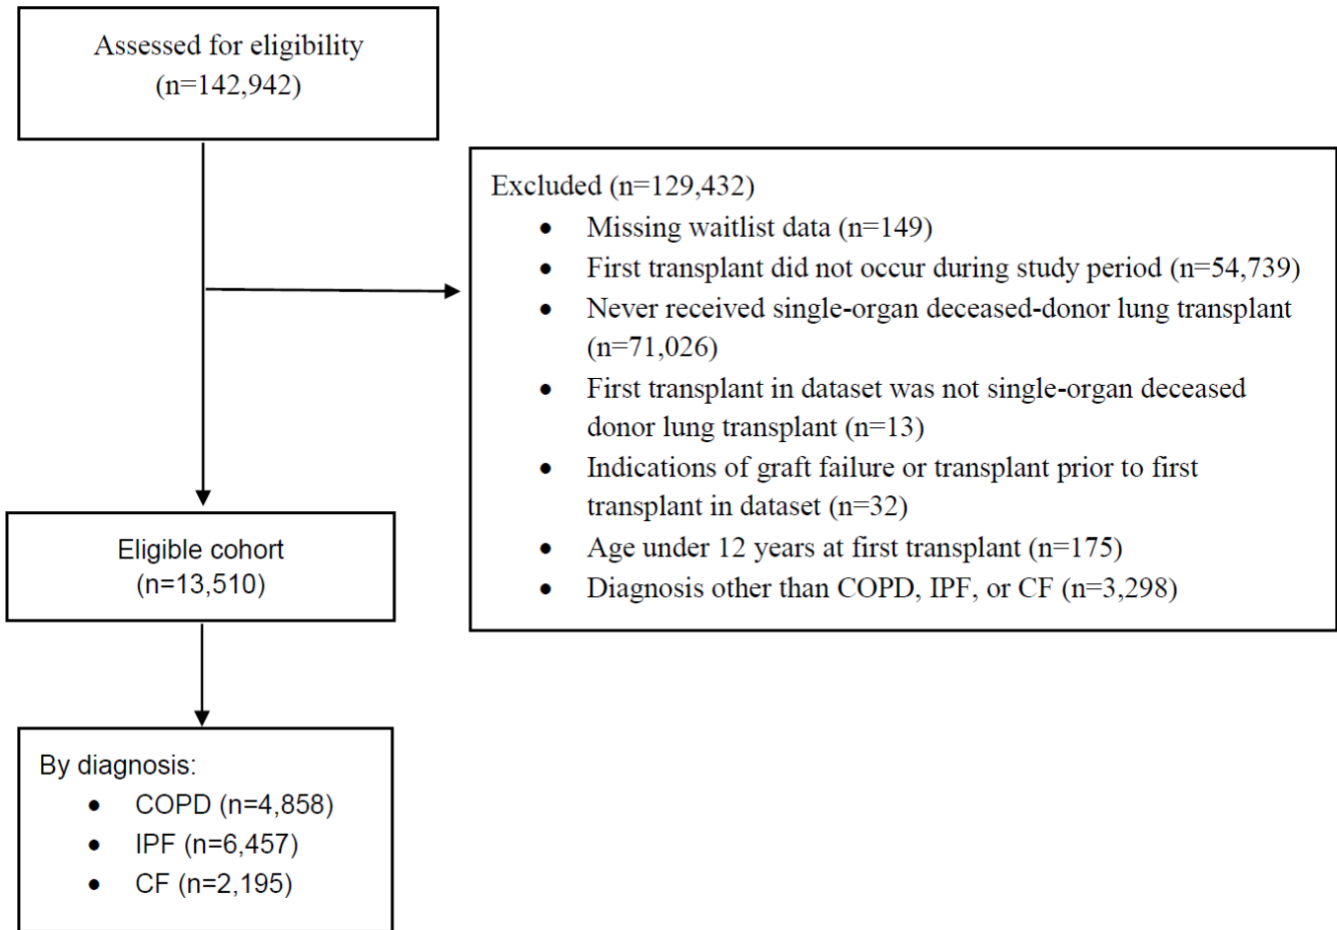 Assessed for eligibility
(n=142,942)
Excluded (n=129,432)
• Missing waitlist data (n=149)
• First transplant did not occur during study period (n=54,739)
• Never received single-organ deceased-donor lung transplant
(n=71,026)
• First transplant in dataset was not single-organ deceased
donor lung transplant (n=13)
• Indications of graft failure or transplant prior to first
transplant in dataset (n=32)
• Age under 12 years at first transplant (n=175)
• Diagnosis other than COPD, IPF, or CF (n=3,298)
Eligible cohort
(n=13,510)
By diagnosis:
• COPD (n=4,858)
• IPF (n=6,457)
• CF (n=2,195)